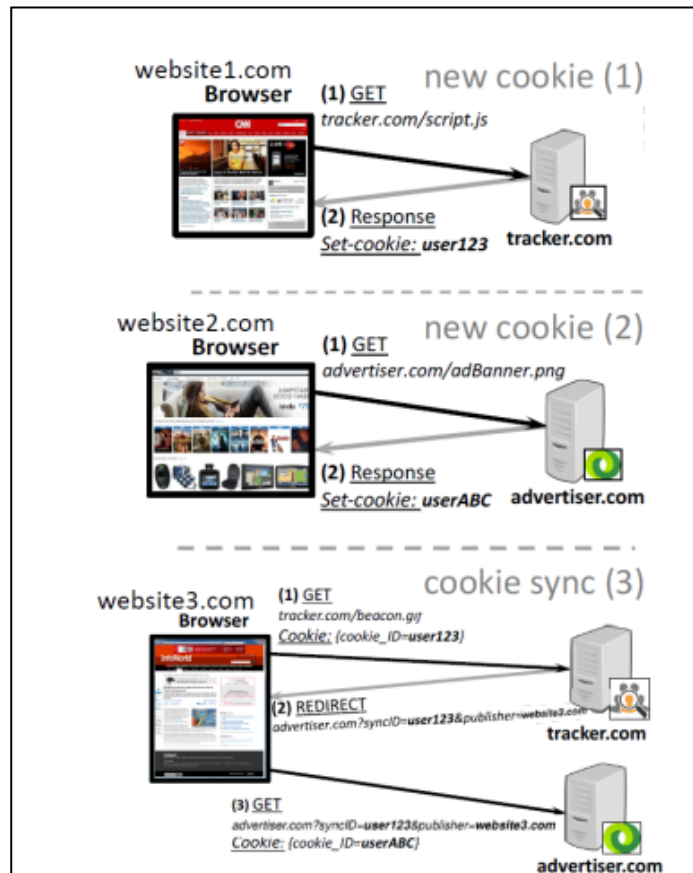 website1.com
Browser
new cookie (1)
(1) GET
tracker.com/script.js
CNN
(2) Response
Set-cookie: user123
tracker.com
website2.com
Browser
new cookie (2)
(1) GET
advertiser.com/adBanner.png
(2) Response
Set-cookie: userABC
advertiser.com
cookie sync (3)
website3.com
Browser
(1) GET
tracker.com/beacon.gif
Cookie: {cookie_ID=user123}
InfoWorld
(2) REDIRECT
advertiser.com?syncID=user123&publisher=website3.com
tracker.com
(3) GET
advertiser.com?syncID=user123&publisher=website3.com
Cookie: {cookie_ID=userABC}
advertiser.com